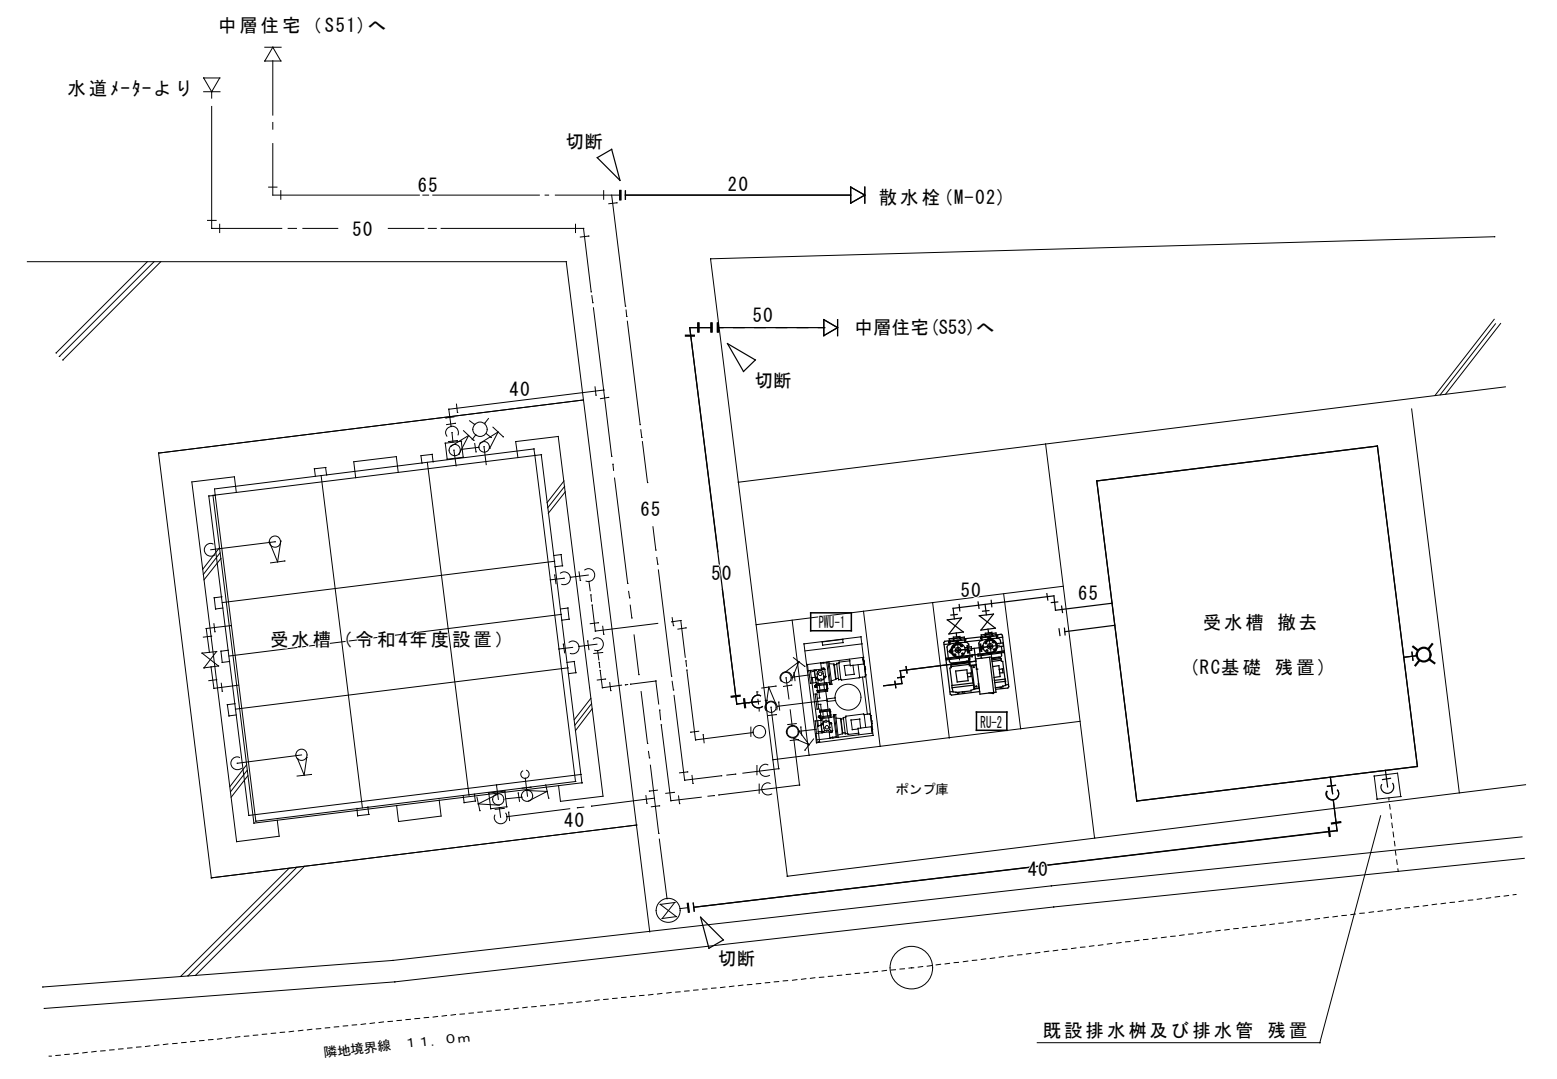 中層住宅（S51）へ
水道ﾒｰﾀｰより
切断
65
20
散水栓(M-02)
50
50
中層住宅(S53)へ
切断
40
65
50
50
65
PWU-1
受水槽（令和4年度設置）
受水槽 撤去
(RC基礎 残置)
RU-2
ポンプ庫
40
40
切断
既設排水桝及び排水管 残置
隣地境界線　１１．０ｍ